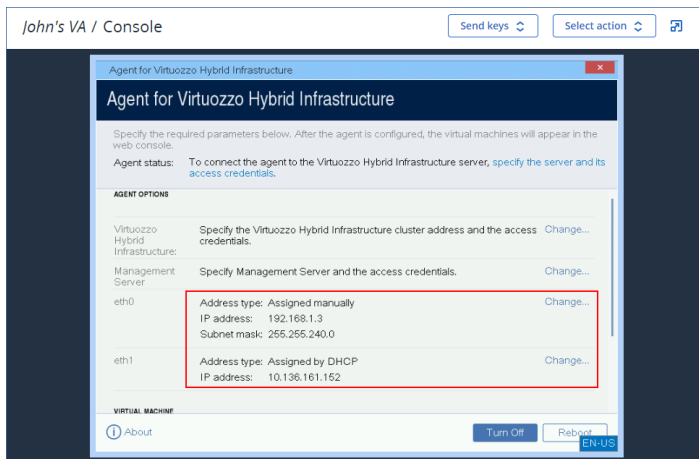 John's VA / Console
Send keys
Select action
Agent for Virtuozzo Hybrid Infrastructure
Agent for Virtuozzo Hybrid Infrastructure
Specify the required parameters below. After the agent is configured, the virtual machines will appear in the
web console.
Agent status: To connect the agent to the Virtuozzo Hybrid Infrastructure server, specify the server and its
access credentials.
AGENT OPTIONS
Virtuozzo
Hybrid
Infrastructure:
Specify the Virtuozzo Hybrid Infrastructure cluster address and the access
credentials.
Change...
Management
Server
Specify Management Server and the access credentials.
Change...
eth0
Address type: Assigned manually
Change...
IP address: 192.168.1.3
Subnet mask: 255.255.240.0
eth1
Address type: Assigned by DHCP
Change...
IP address: 10.136.161.152
VIRTUAL MACHINE
About
Turn Off
Reboot
EN-US